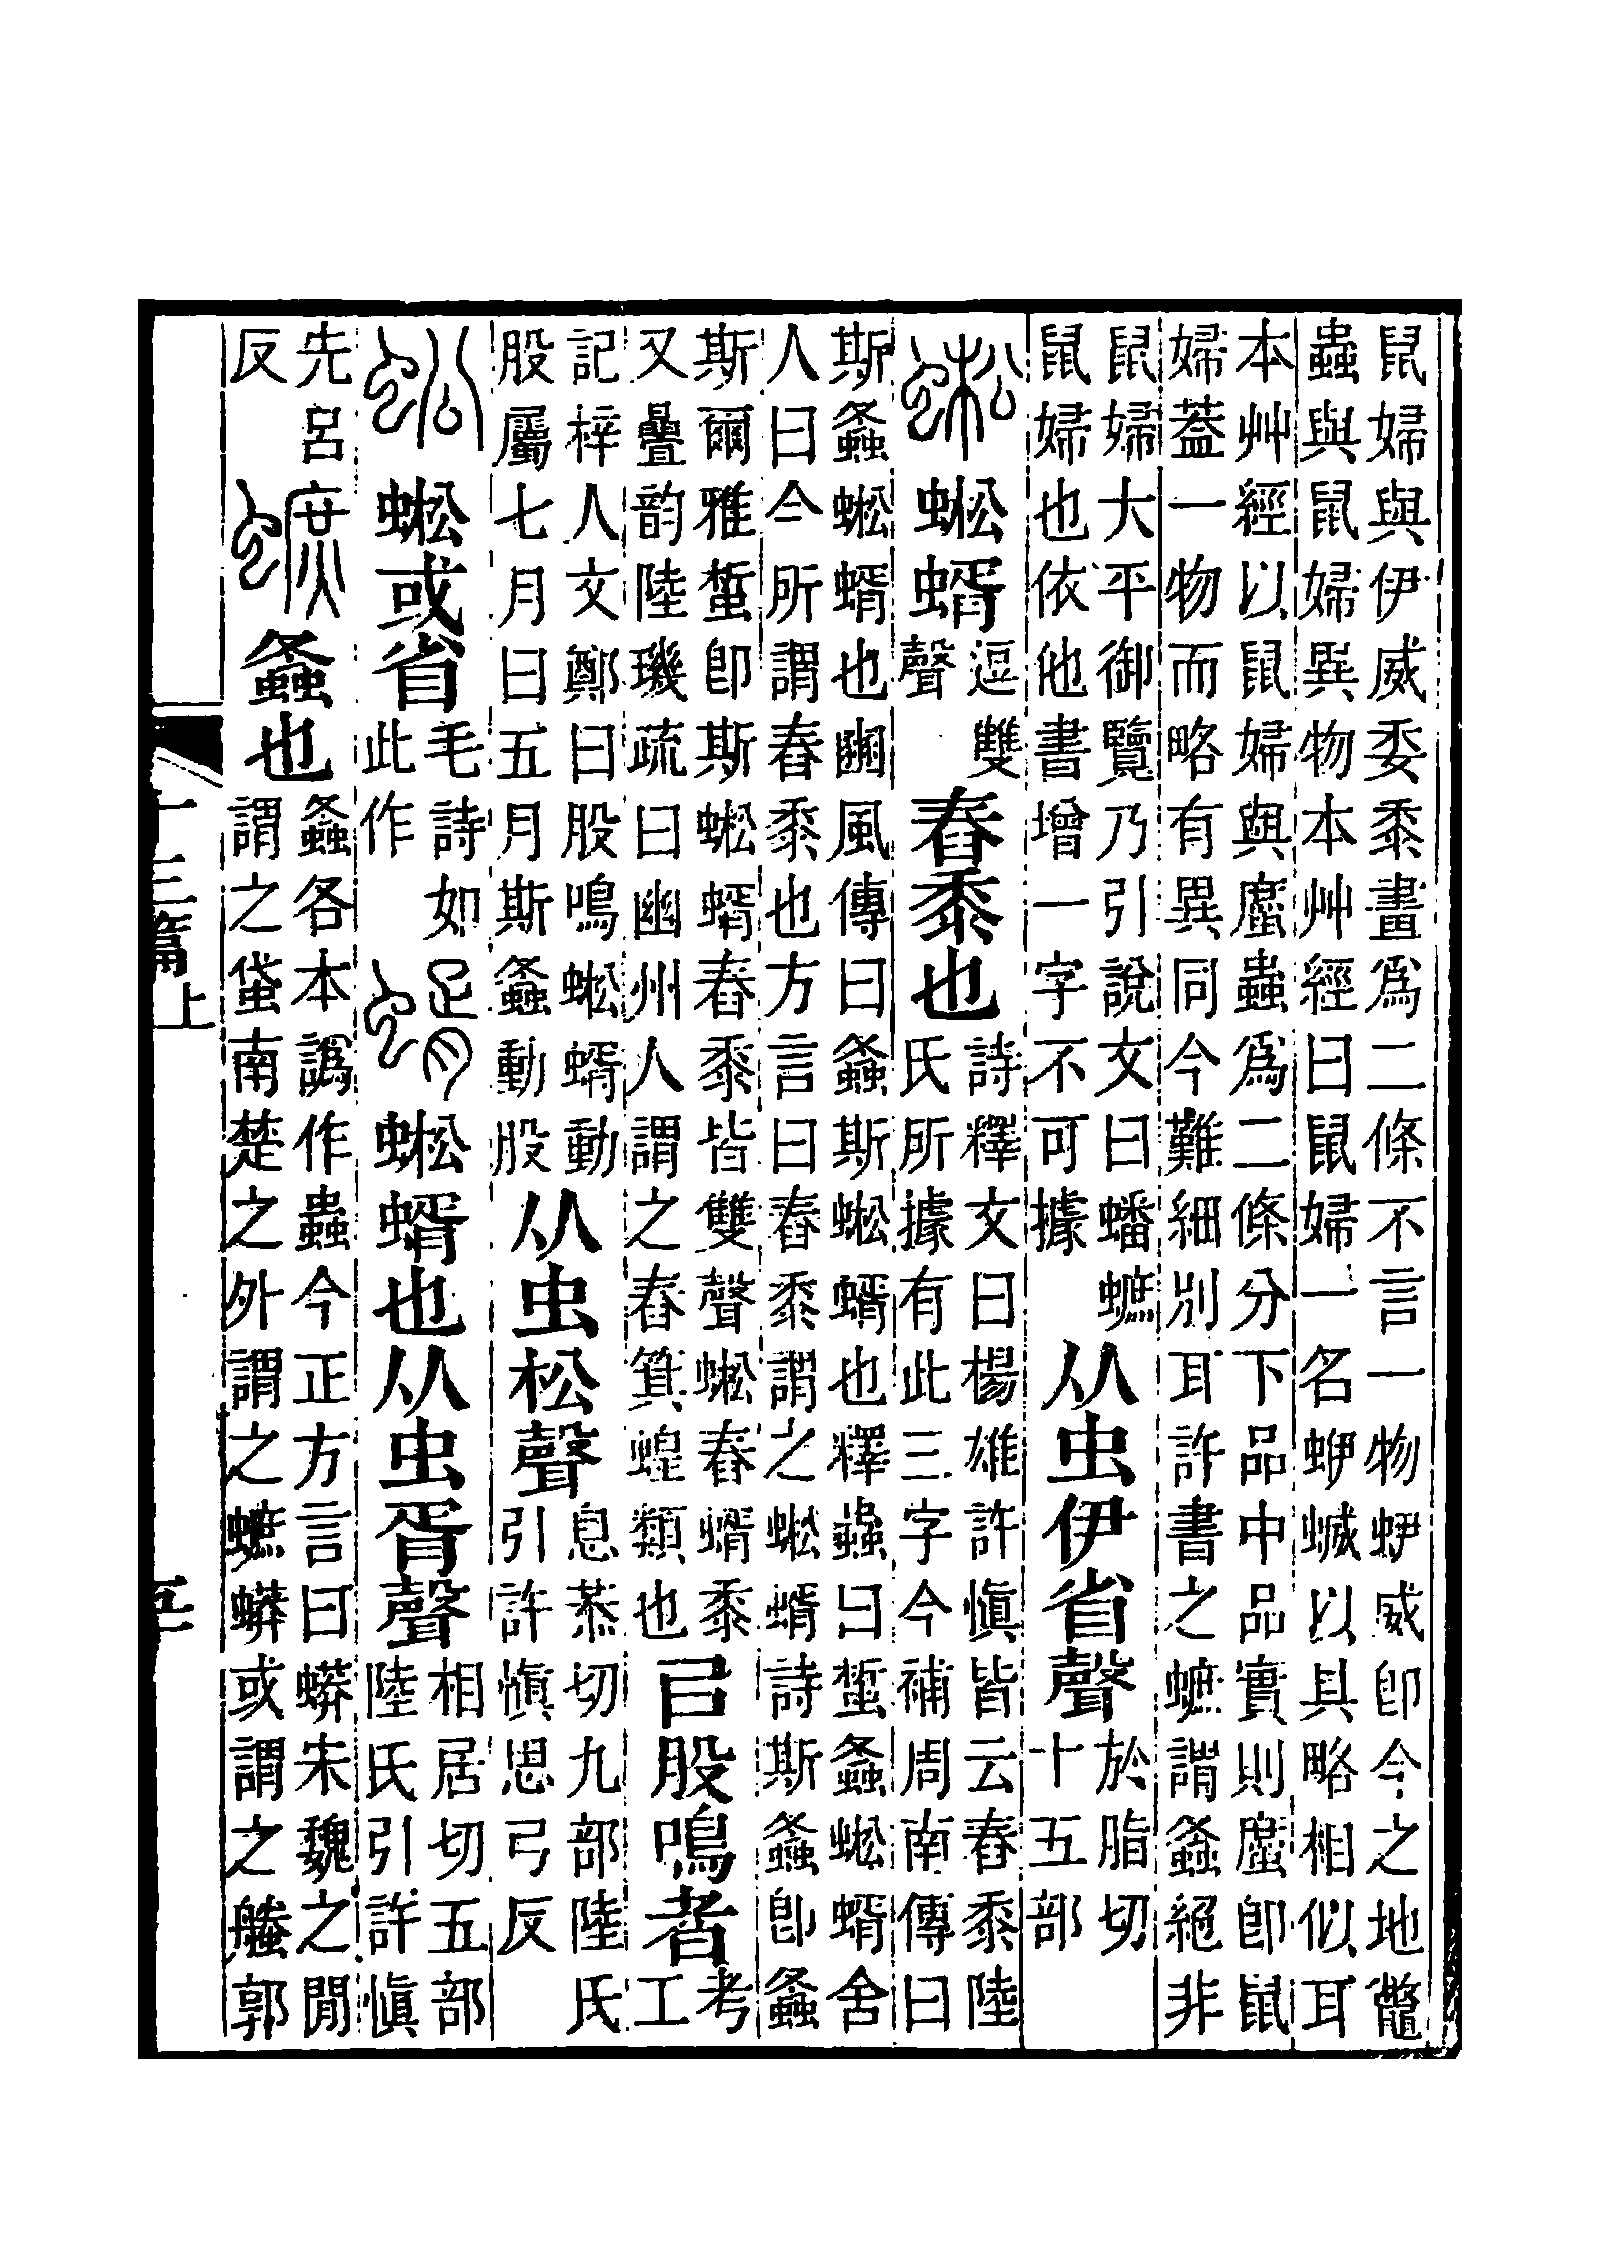 鼠婦與伊威委黍畫爲二條不言一物蛜威卽今之地鼈
蟲與鼠婦異物本艸經曰鼠婦一名蛜蝛以其略相似耳
本艸經以鼠婦與䗪蟲爲二條分下品中品實則䗪卽鼠
婦葢一物而略有異同今難細別耳許書之蟅謂螽絕非
鼠婦大平御覽乃引說文曰蟠蟅鼠婦也依他書增一字不可據从虫伊省聲於脂切十五部
蜙蜙蝑逗雙聲舂黍也詩釋文曰楊雄許慎皆云舂黍陸氏所據有此三字今補周南傳曰
斯螽蜙蝑也豳風傳曰螽斯蜙蝑也釋蟲曰蜤螽蜙蝑舍
人曰今所謂舂黍也方言曰舂黍謂之蜙蝑詩斯螽卽螽
斯爾雅蜤卽斯蜙蝑舂黍皆雙聲蜙舂蝑黍又疊韵陸璣疏曰幽州人謂之舂箕蝗類也㠯股鳴者考工
記梓人文鄭曰股鳴蜙蝑動股屬七月曰五月斯螽動股从虫松聲息恭切九部陸氏引許慎思弓反
蚣蜙或省毛詩如此作蝑蜙蝑也从虫胥聲相居切五部陸氏引許慎
先呂反蟅螽也螽各本譌作蟲今正方言曰蟒宋魏之閒謂之蚮南楚之外謂之蟅蟒或謂之䗣郭
十三篇上